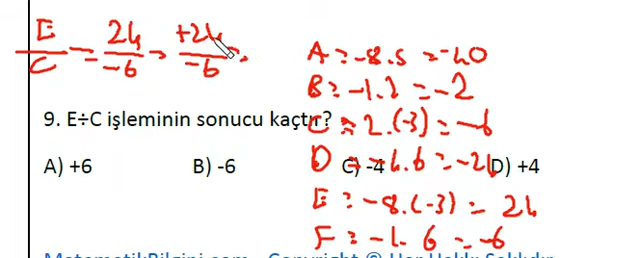 E/C = 24/-6 = +24/-6 =
A = -8.5 = -40
B = -1.2 = -2
9. E÷C işleminin sonucu kaçtır?
C = 2.(-3) = -6
A) +6 B) -6 C) -4 D) +4
D = -4.6 = -24
E = -8.(-3) = 24
F = -1.6 = -6
MatematikBilgini.com - Copyright © Her Hakkı Saklıdır